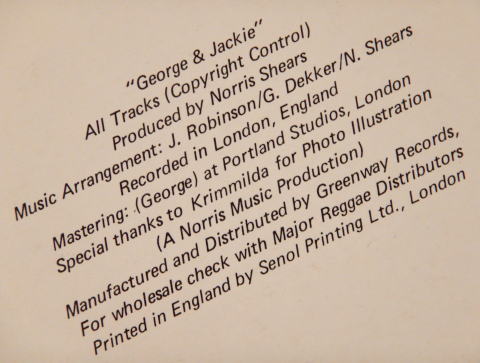 "George & Jackie"
All Tracks (Copyright Control)
Produced by Norris Shears
Music Arrangement: J. Robinson/G. Dekker/N. Shears
Recorded in London, England
Mastering: (George) at Portland Studios, London
Special thanks to Krimmilda for Photo Illustration
(A Norris Music Production)
Manufactured and Distributed by Greenway Records,
For wholesale check with Major Reggae Distributors
Printed in England by Senol Printing Ltd., London